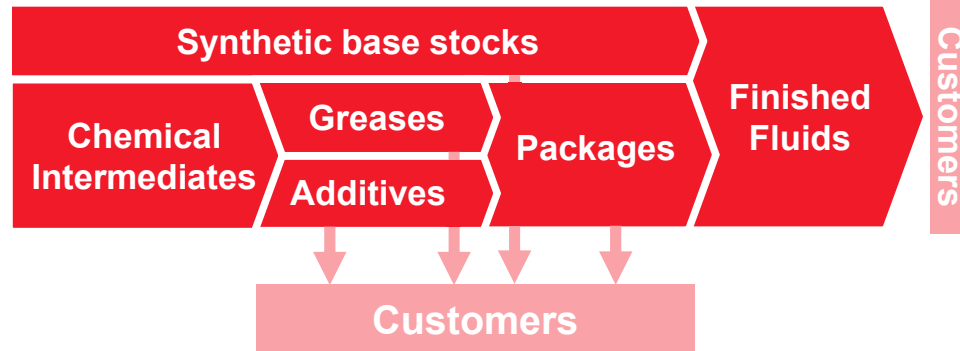 Synthetic base stocks
Chemical
Intermediates
Greases
Additives
Packages
Finished
Fluids
Customers
Customers